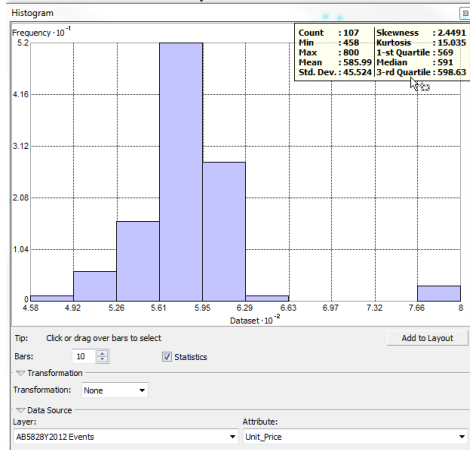 Histogram
Frequency · 10 ⁻¹
Count : 107 Skewness : 2.4491
Min : 458 Kurtosis : 15.035
Max : 800 1-st Quartile : 569
Mean : 585.99 Median : 591
Std. Dev. : 45.524 3-rd Quartile : 598.63
5.2
4.16
3.12
2.08
1.04
0
4.58 4.92 5.26 5.61 5.95 6.29 6.63 6.97 7.32 7.66 8
Dataset · 10 ⁻²
Tip: Click or drag over bars to select Add to Layout
Bars: 10 Statistics
Transformation
Transformation: None
Data Source
Layer: Attribute:
AB5828Y2012 Events Unit_Price